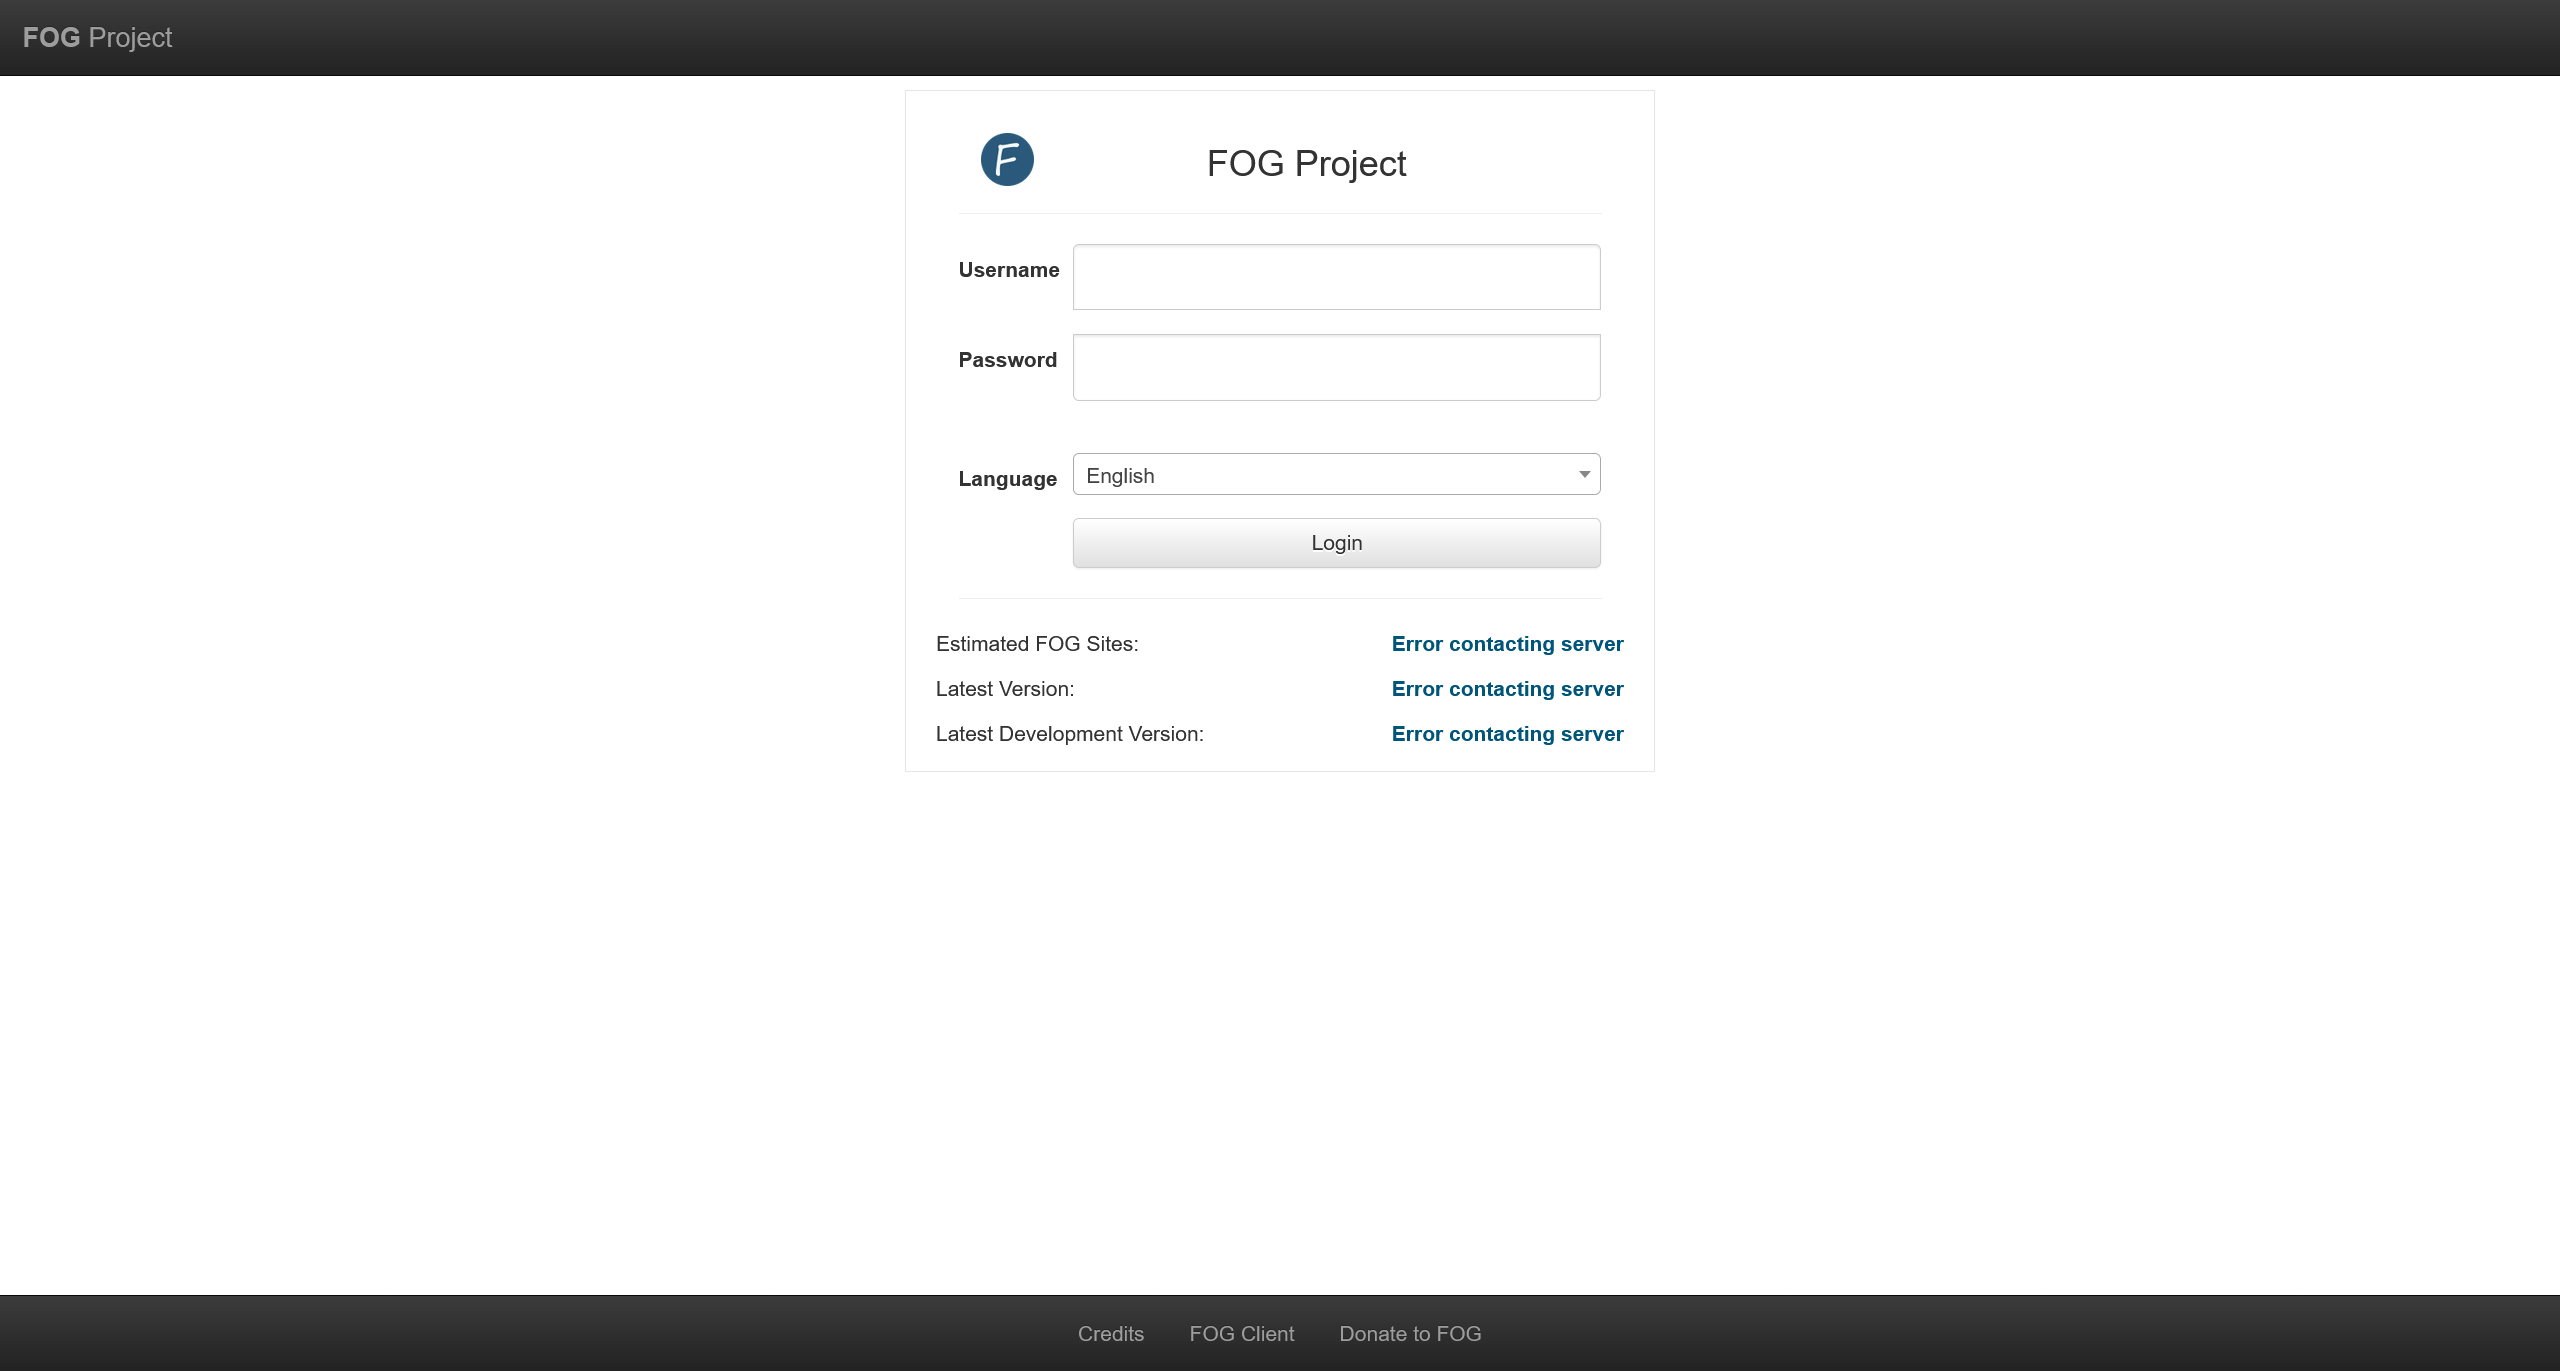 FOG Project
F
FOG Project
Username
Password
Language
English
Login
Estimated FOG Sites: Error contacting server
Latest Version: Error contacting server
Latest Development Version: Error contacting server
Credits FOG Client Donate to FOG